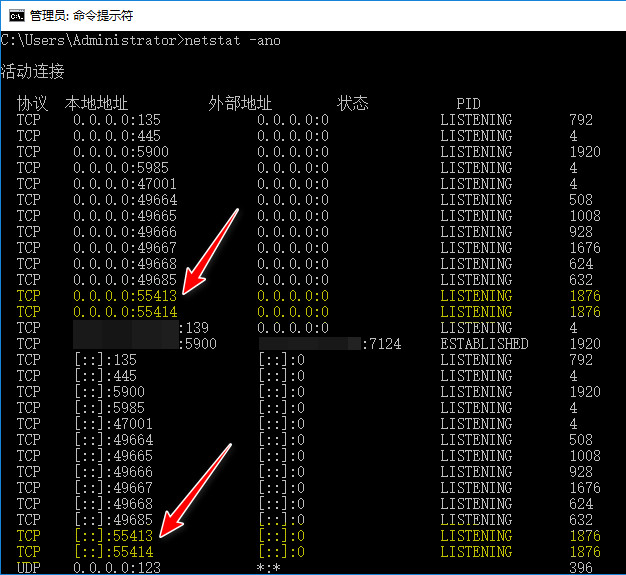 管理员: 命令提示符
C:\Users\Administrator>netstat -ano
活动连接
协议 本地地址 外部地址 状态 PID
TCP 0.0.0.0:135 0.0.0.0:0 LISTENING 792
TCP 0.0.0.0:445 0.0.0.0:0 LISTENING 4
TCP 0.0.0.0:5900 0.0.0.0:0 LISTENING 1920
TCP 0.0.0.0:5985 0.0.0.0:0 LISTENING 4
TCP 0.0.0.0:47001 0.0.0.0:0 LISTENING 4
TCP 0.0.0.0:49664 0.0.0.0:0 LISTENING 508
TCP 0.0.0.0:49665 0.0.0.0:0 LISTENING 1008
TCP 0.0.0.0:49666 0.0.0.0:0 LISTENING 928
TCP 0.0.0.0:49667 0.0.0.0:0 LISTENING 1676
TCP 0.0.0.0:49668 0.0.0.0:0 LISTENING 624
TCP 0.0.0.0:49685 0.0.0.0:0 LISTENING 632
TCP 0.0.0.0:55413 0.0.0.0:0 LISTENING 1876
TCP 0.0.0.0:55414 0.0.0.0:0 LISTENING 1876
TCP :139 0.0.0.0:0 LISTENING 4
TCP :5900 :7124 ESTABLISHED 1920
TCP [::]:135 [::]:0 LISTENING 792
TCP [::]:445 [::]:0 LISTENING 4
TCP [::]:5900 [::]:0 LISTENING 1920
TCP [::]:5985 [::]:0 LISTENING 4
TCP [::]:47001 [::]:0 LISTENING 4
TCP [::]:49664 [::]:0 LISTENING 508
TCP [::]:49665 [::]:0 LISTENING 1008
TCP [::]:49666 [::]:0 LISTENING 928
TCP [::]:49667 [::]:0 LISTENING 1676
TCP [::]:49668 [::]:0 LISTENING 624
TCP [::]:49685 [::]:0 LISTENING 632
TCP [::]:55413 [::]:0 LISTENING 1876
TCP [::]:55414 [::]:0 LISTENING 1876
UDP 0.0.0.0:123 *:* 396